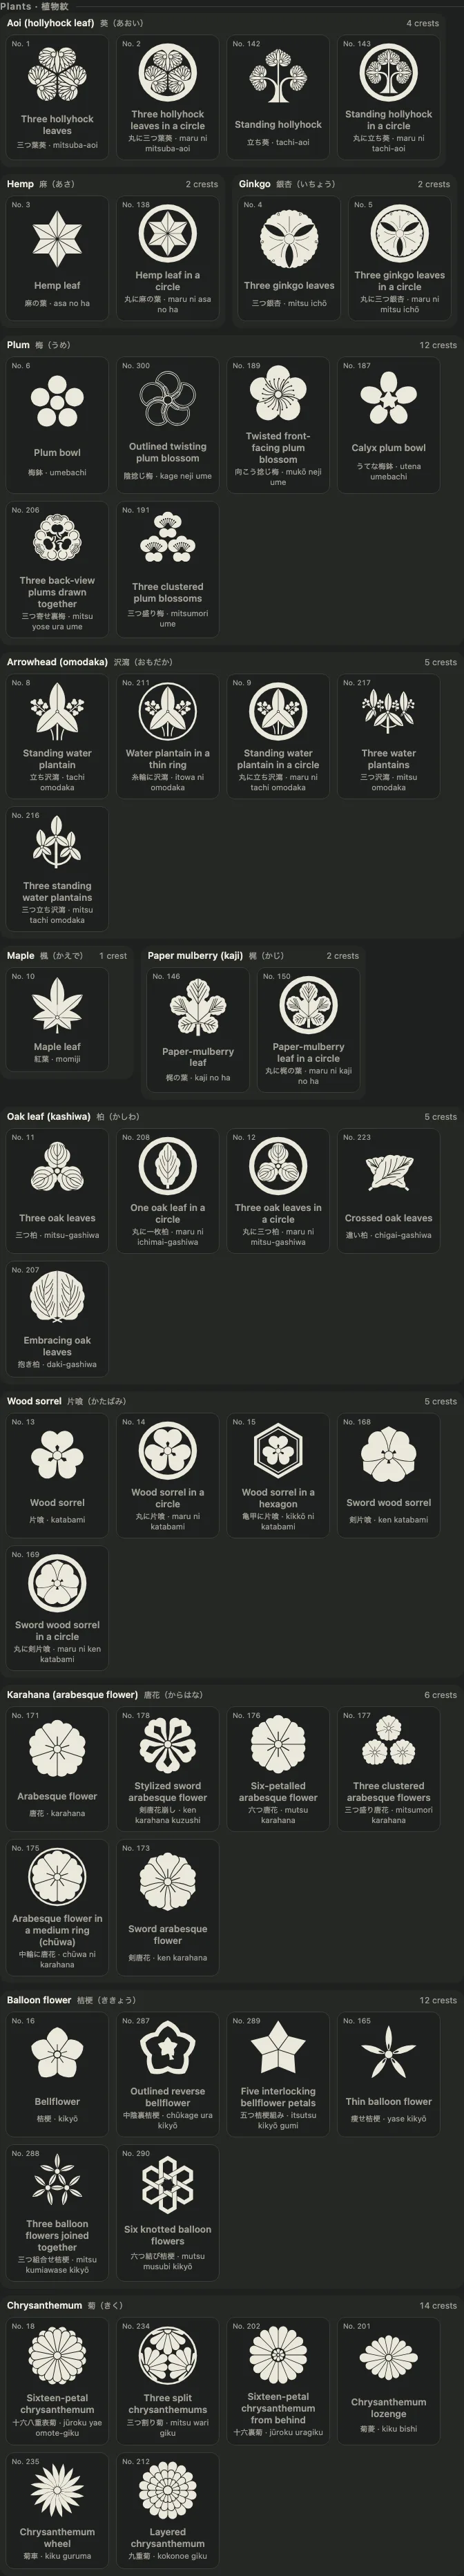 Plants · 植物紋
Aoi (hollyhock leaf) 葵（あおい） 4 crests
No. 1
Three hollyhock
leaves
三つ葉葵 · mitsuba-aoi
No. 2
Three hollyhock
leaves in a circle
丸に三つ葉葵 · maru ni
mitsuba-aoi
No. 142
Standing hollyhock
立ち葵 · tachi-aoi
No. 143
Standing hollyhock
in a circle
丸に立ち葵 · maru ni
tachi-aoi
Hemp 麻（あさ） 2 crests
No. 3
Hemp leaf
麻の葉 · asa no ha
No. 138
Hemp leaf in a
circle
丸に麻の葉 · maru ni asa
no ha
Ginkgo 銀杏（いちょう） 2 crests
No. 4
Three ginkgo leaves
三つ銀杏 · mitsu ichō
No. 5
Three ginkgo leaves
in a circle
丸に三つ銀杏 · maru ni
mitsu ichō
Plum 梅（うめ） 12 crests
No. 6
Plum bowl
梅鉢 · umebachi
No. 300
Outlined twisting
plum blossom
陰捻じ梅 · kage neji ume
No. 189
Twisted front-
facing plum
blossom
向こう捻じ梅 · mukō neji
ume
No. 187
Calyx plum bowl
うてな梅鉢 · utena
umebachi
No. 206
Three back-view
plums drawn
together
三つ寄せ裏梅 · mitsu
yose ura ume
No. 191
Three clustered
plum blossoms
三つ盛り梅 · mitsumori
ume
Arrowhead (omodaka) 沢瀉（おもだか） 5 crests
No. 8
Standing water
plantain
立ち沢瀉 · tachi
omodaka
No. 211
Water plantain in a
thin ring
糸輪に沢瀉 · itowa ni
omodaka
No. 9
Standing water
plantain in a circle
丸に立ち沢瀉 · maru ni
tachi omodaka
No. 217
Three water
plantains
三つ沢瀉 · mitsu
omodaka
No. 216
Three standing
water plantains
三つ立ち沢瀉 · mitsu
tachi omodaka
Maple 楓（かえで） 1 crest
No. 10
Maple leaf
紅葉 · momiji
Paper mulberry (kaji) 梶（かじ） 2 crests
No. 146
Paper-mulberry
leaf
梶の葉 · kaji no ha
No. 150
Paper-mulberry
leaf in a circle
丸に梶の葉 · maru ni kaji
no ha
Oak leaf (kashiwa) 柏（かしわ） 5 crests
No. 11
Three oak leaves
三つ柏 · mitsu-gashiwa
No. 208
One oak leaf in a
circle
丸に一枚柏 · maru ni
ichimai-gashiwa
No. 12
Three oak leaves in
a circle
丸に三つ柏 · maru ni
mitsu-gashiwa
No. 223
Crossed oak leaves
違い柏 · chigai-gashiwa
No. 207
Embracing oak
leaves
抱き柏 · daki-gashiwa
Wood sorrel 片喰（かたばみ） 5 crests
No. 13
Wood sorrel
片喰 · katabami
No. 14
Wood sorrel in a
circle
丸に片喰 · maru ni
katabami
No. 15
Wood sorrel in a
hexagon
亀甲に片喰 · kikkō ni
katabami
No. 168
Sword wood sorrel
剣片喰 · ken katabami
No. 169
Sword wood sorrel
in a circle
丸に剣片喰 · maru ni ken
katabami
Karahana (arabesque flower) 唐花（からはな） 6 crests
No. 171
Arabesque flower
唐花 · karahana
No. 178
Stylized sword
arabesque flower
剣唐花崩し · ken
karahana kuzushi
No. 176
Six-petalled
arabesque flower
六つ唐花 · mutsu
karahana
No. 177
Three clustered
arabesque flowers
三つ盛り唐花 · mitsumori
karahana
No. 175
Arabesque flower in
a medium ring
(chūwa)
中輪に唐花 · chūwa ni
karahana
No. 173
Sword arabesque
flower
剣唐花 · ken karahana
Balloon flower 桔梗（ききょう） 12 crests
No. 16
Bellflower
桔梗 · kikyō
No. 287
Outlined reverse
bellflower
中陰裏桔梗 · chūkage ura
kikyō
No. 289
Five interlocking
bellflower petals
五つ桔梗組み · itsutsu
kikyō gumi
No. 165
Thin balloon flower
痩せ桔梗 · yase kikyō
No. 288
Three balloon
flowers joined
together
三つ組合せ桔梗 · mitsu
kumiawase kikyō
No. 290
Six knotted balloon
flowers
六つ結び桔梗 · mutsu
musubi kikyō
Chrysanthemum 菊（きく） 14 crests
No. 18
Sixteen-petal
chrysanthemum
十六八重表菊 · jūroku yae
omote-giku
No. 234
Three split
chrysanthemums
三つ割り菊 · mitsu wari
giku
No. 202
Sixteen-petal
chrysanthemum
from behind
十六裏菊 · jūroku uragiku
No. 201
Chrysanthemum
lozenge
菊菱 · kiku bishi
No. 235
Chrysanthemum
wheel
菊車 · kiku guruma
No. 212
Layered
chrysanthemum
九重菊 · kokonoe giku